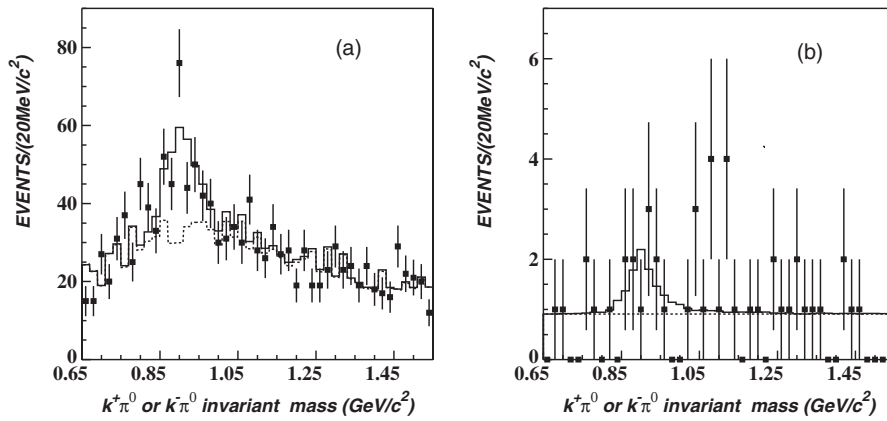 (a)
EVENTS/(20MeV/c²)
80
60
40
20
0
0.65 0.85 1.05 1.25 1.45
k⁺π⁰ or k⁻π⁰ invariant mass (GeV/c²)
(b)
EVENTS/(20MeV/c²)
6
4
2
0
0.65 0.85 1.05 1.25 1.45
k⁺π⁰ or k⁻π⁰ invariant mass (GeV/c²)